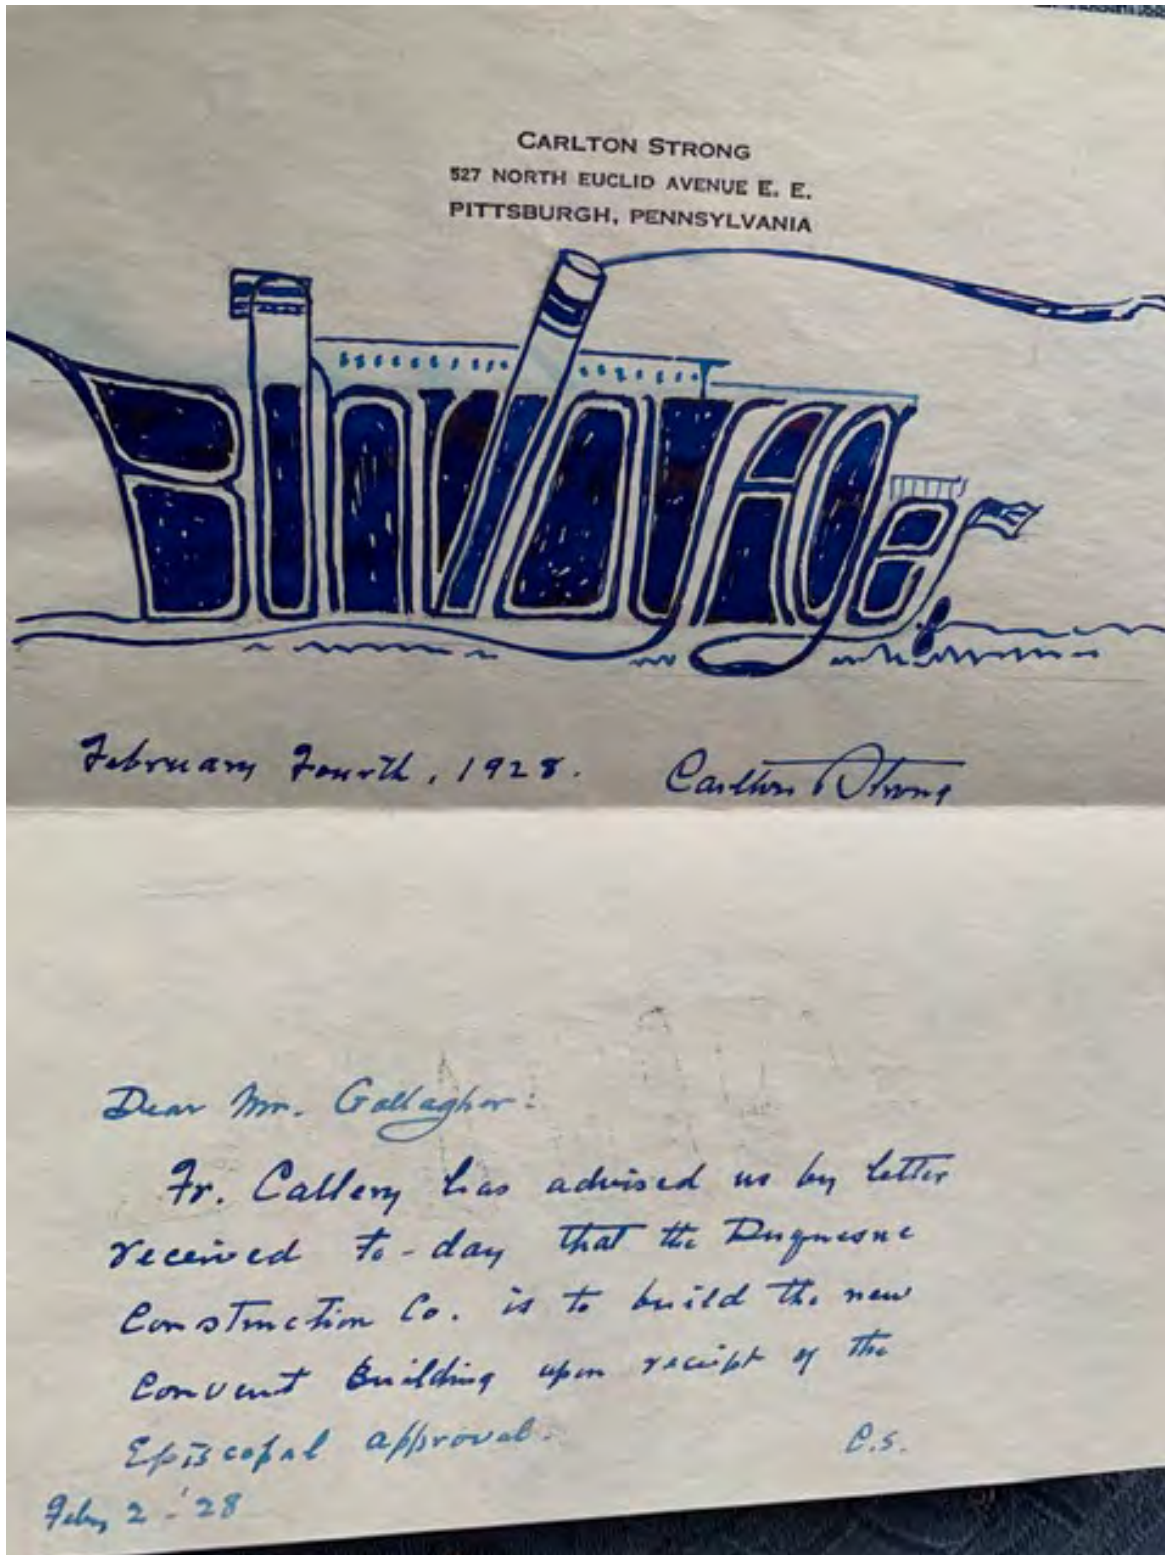 CARLTON STRONG
527 NORTH EUCLID AVENUE E. E.
PITTSBURGH, PENNSYLVANIA
BON VOYAGE
February Fourth, 1928. Carlton Strong
Dear Mr. Gallagher:
Fr. Callery has advised us by letter
received to-day that the Duquesne
Construction Co. is to build the new
Convent Building upon receipt of the
Episcopal approval. C.S.
Feby 2-'28